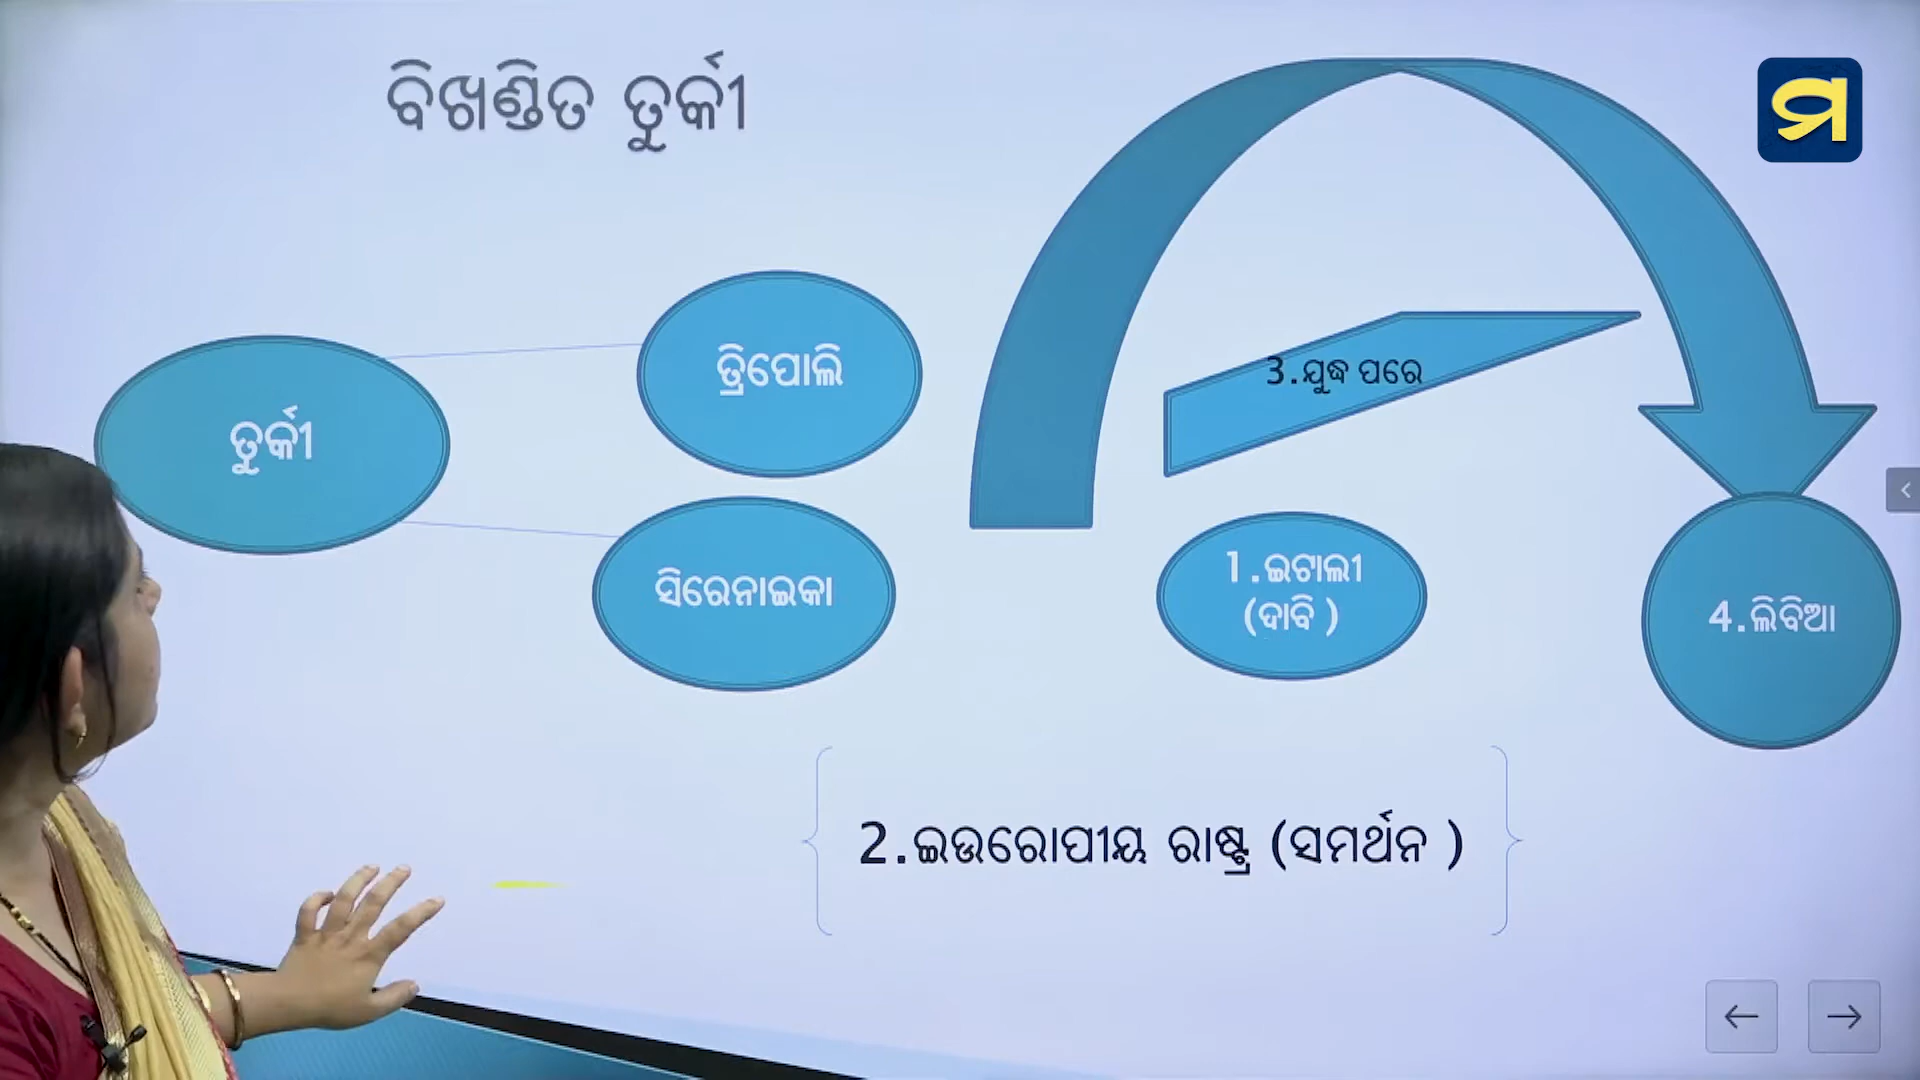 ବିଖଣ୍ଡିତ ତୁର୍କୀ
ମ
ତୁର୍କୀ
ତ୍ରିପୋଲି
ସିରେନାଇକା
3.ଯୁଦ୍ଧ ପରେ
1.ଇଟାଲୀ
(ଦାବି )
4.ଲିବିଆ
2.ଇଉରୋପୀୟ ରାଷ୍ଟ୍ର (ସମର୍ଥନ )